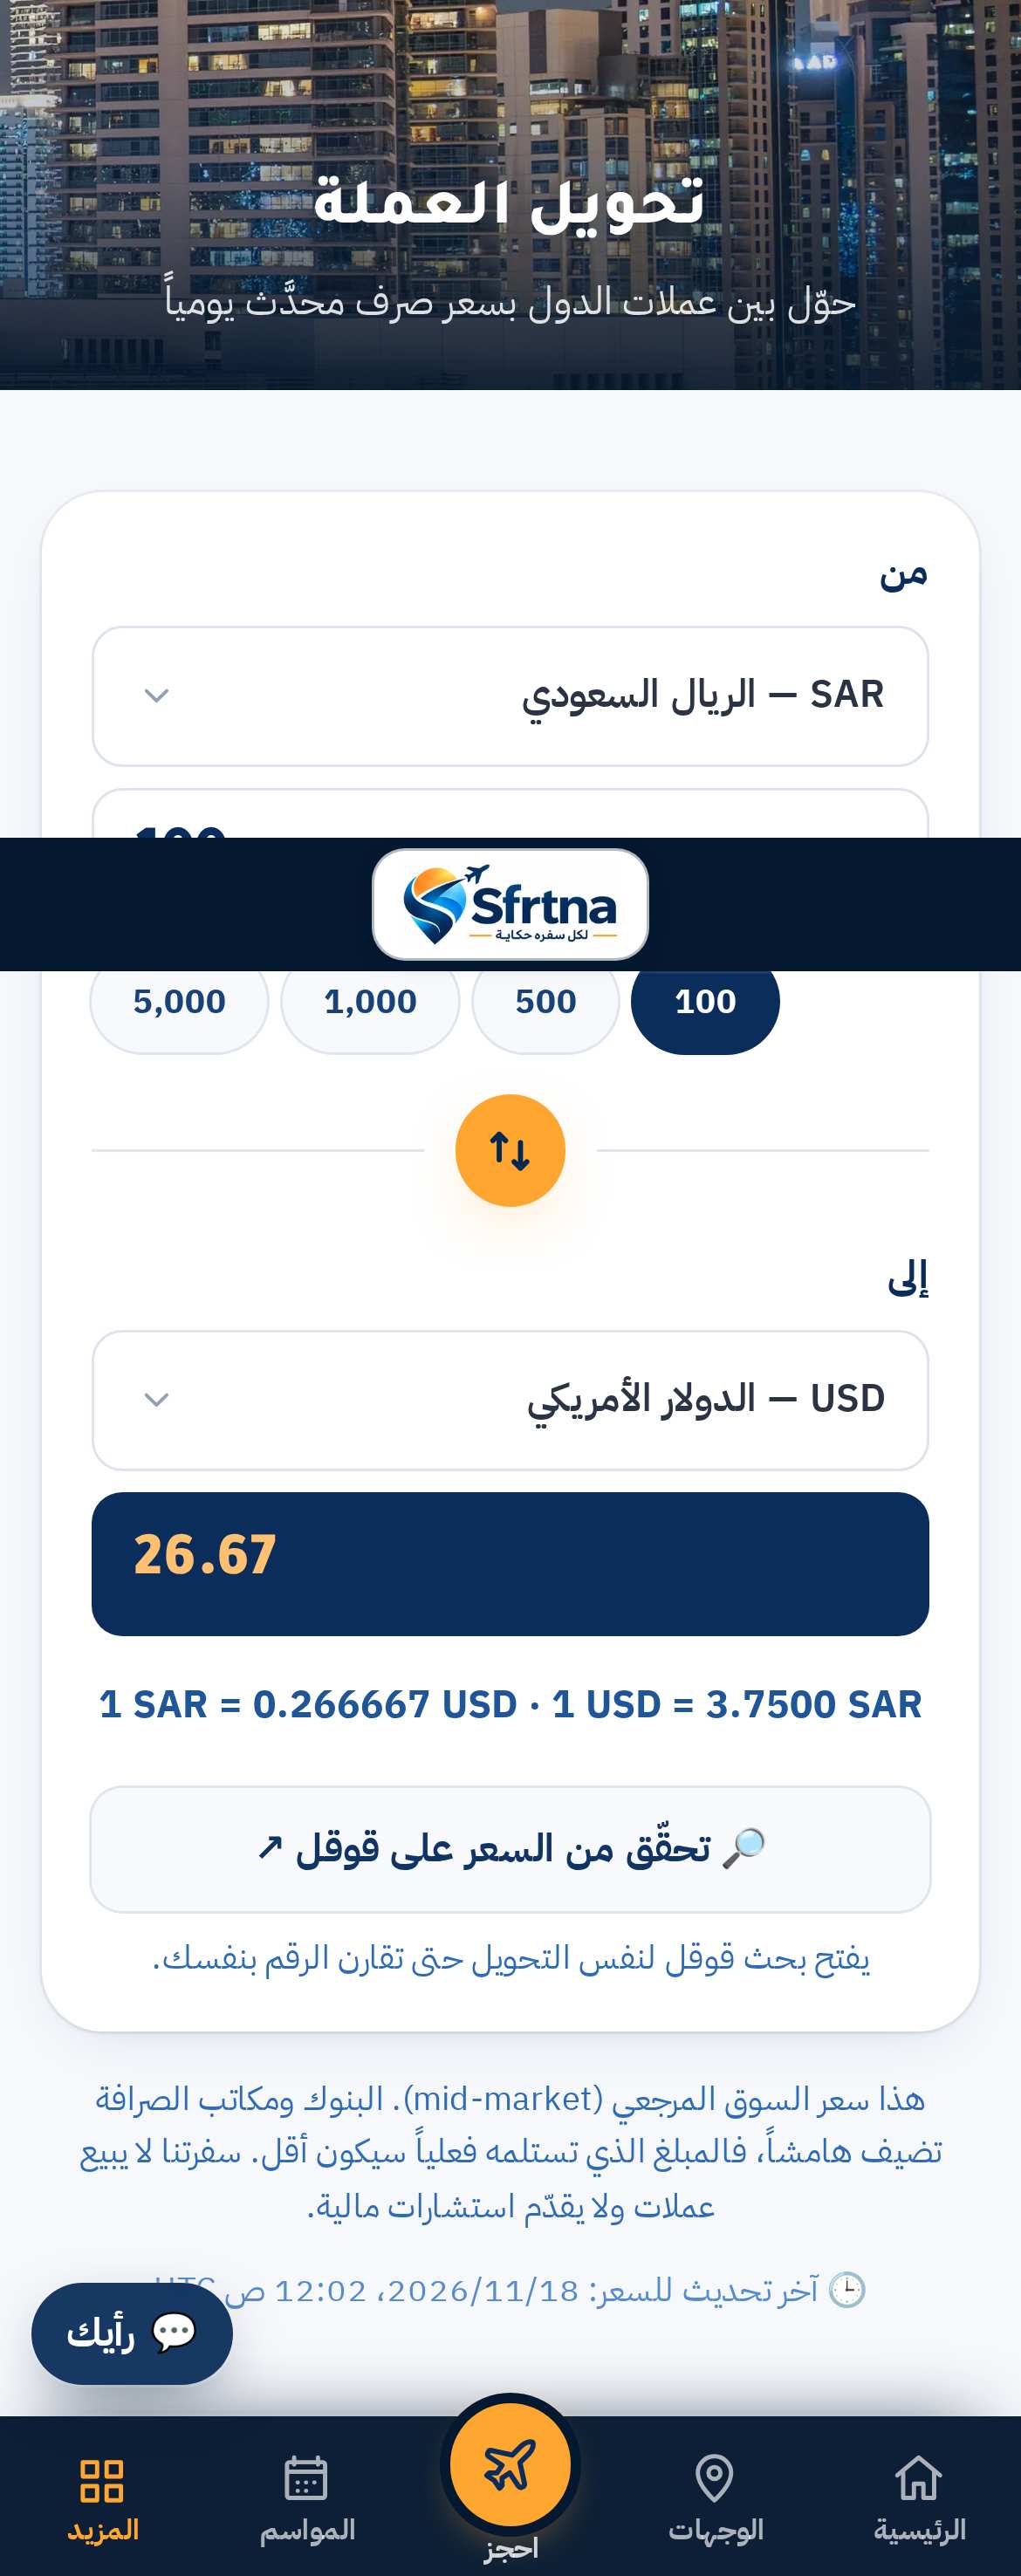 تحويل العملة
حوّل بين عملات الدول بسعر صرف محدَّث يومياً
من
SAR — الريال السعودي
100
Sfrtna
لكل سفره حكاية
100
500
1,000
5,000
إلى
USD — الدولار الأمريكي
26.67
1 SAR = 0.266667 USD · 1 USD = 3.7500 SAR
🔎 تحقّق من السعر على قوقل ↗
يفتح بحث قوقل لنفس التحويل حتى تقارن الرقم بنفسك.
هذا سعر السوق المرجعي (mid-market). البنوك ومكاتب الصرافة
تضيف هامشاً، فالمبلغ الذي تستلمه فعلياً سيكون أقل. سفرتنا لا يبيع
عملات ولا يقدّم استشارات مالية.
🕒 آخر تحديث للسعر: 2026/11/18، 12:02 ص UTC
💬 رأيك
الرئيسية
الوجهات
احجز
المواسم
المزيد